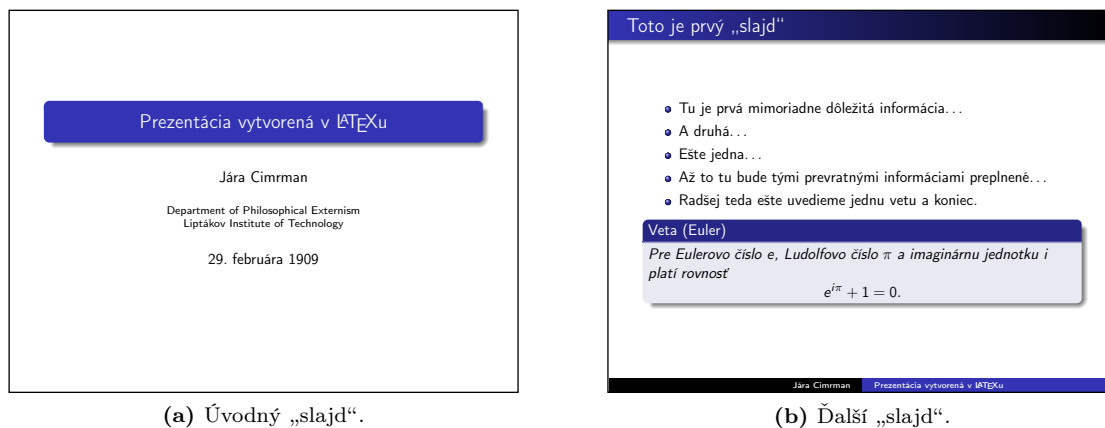 Prezentácia vytvorená v LATEXu
Jára Cimrman
Department of Philosophical Externism
Liptákov Institute of Technology
29. februára 1909
(a) Úvodný „slajd“.
Toto je prvý „slajd“
Tu je prvá mimoriadne dôležitá informácia...
A druhá...
Ešte jedna...
Až to tu bude tými prevratnými informáciami preplnené...
Radšej teda ešte uvedieme jednu vetu a koniec.
Veta (Euler)
Pre Eulerovo číslo e, Ludolfovo číslo π a imaginárnu jednotku i
platí rovnosť
e^{iπ} + 1 = 0.
Jára Cimrman Prezentácia vytvorená v LATEXu
(b) Ďalší „slajd“.